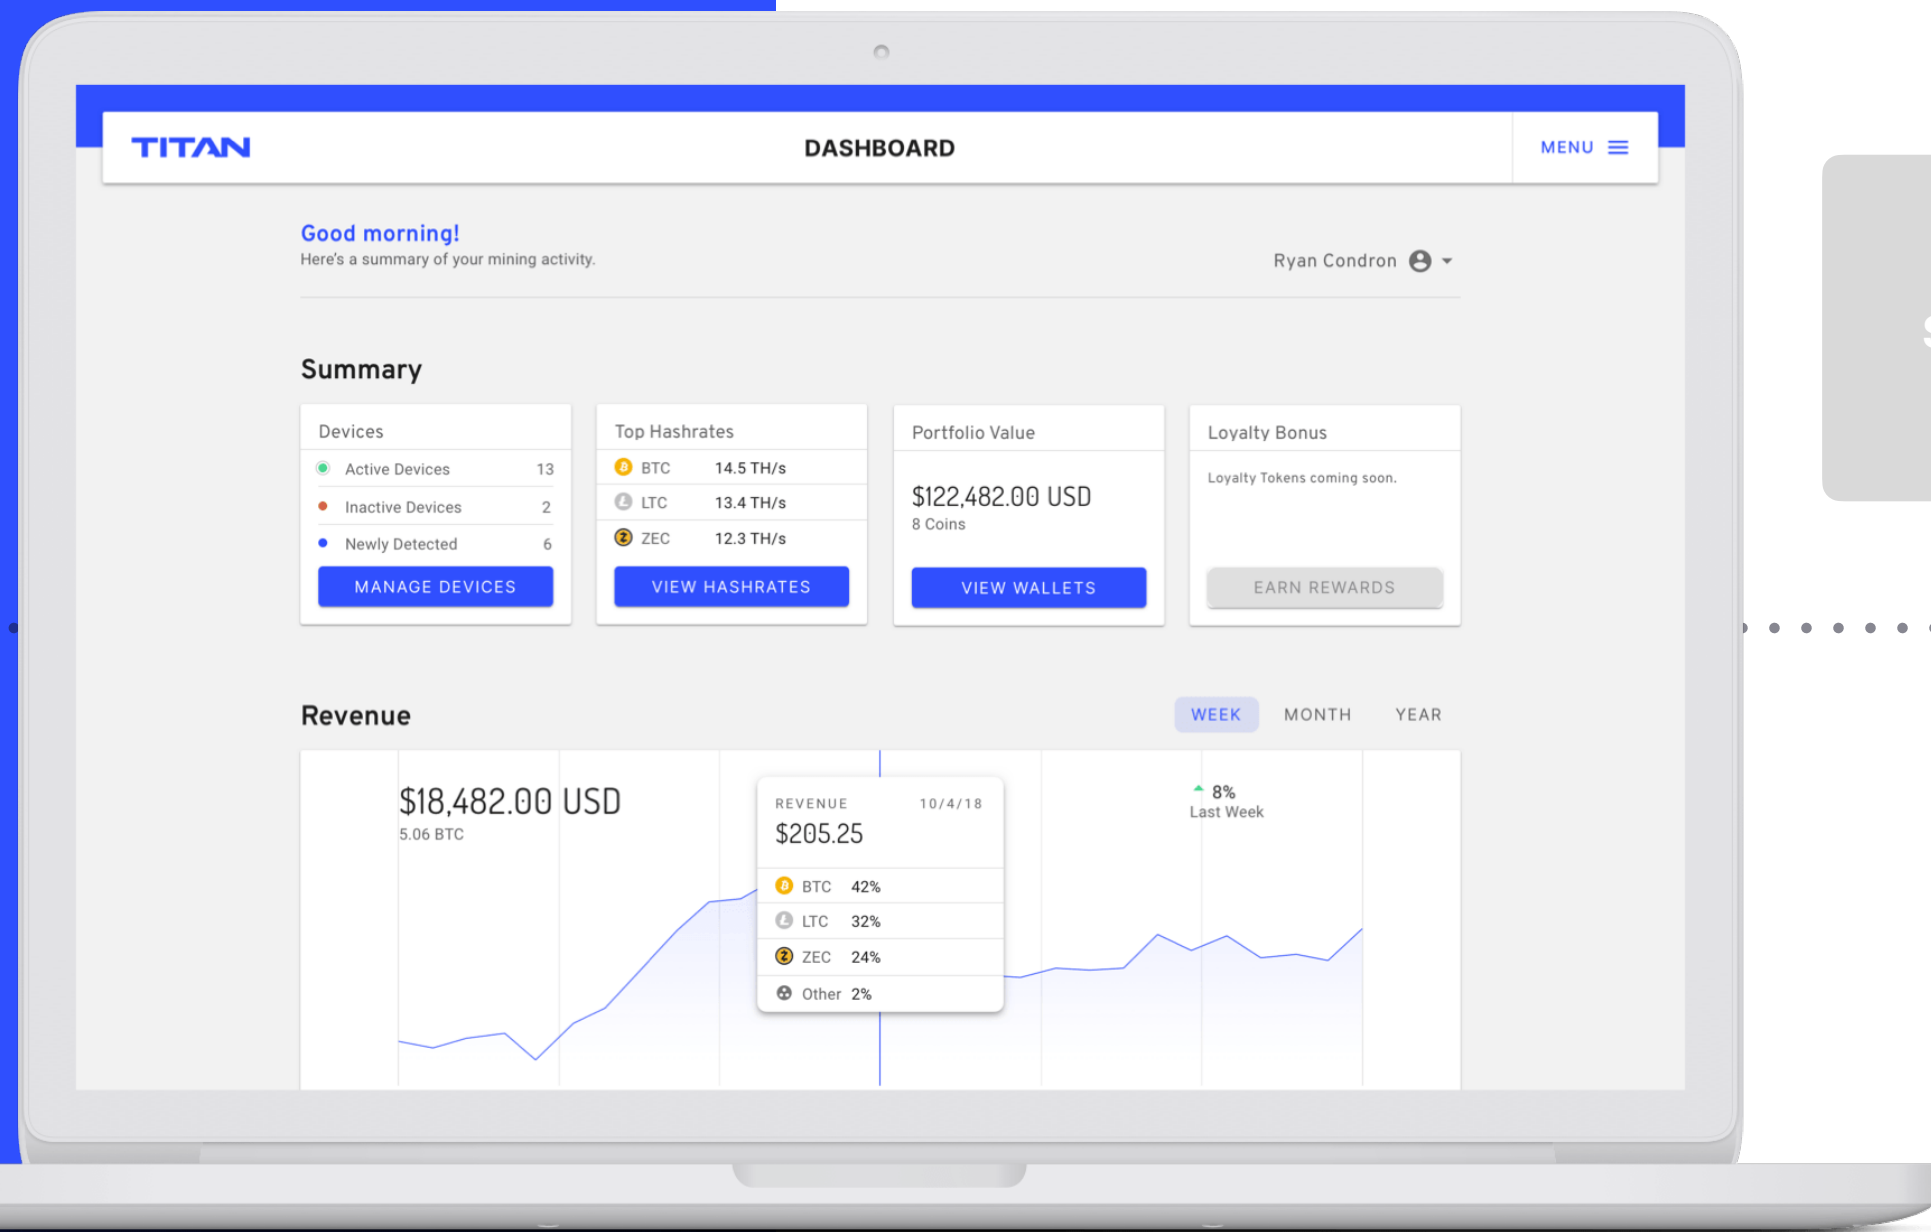 TITAN
DASHBOARD
MENU
Good morning!
Here's a summary of your mining activity.
Ryan Condron
Summary
Devices
Active Devices 13
Inactive Devices 2
Newly Detected 6
MANAGE DEVICES
Top Hashrates
BTC 14.5 TH/s
LTC 13.4 TH/s
ZEC 12.3 TH/s
VIEW HASHRATES
Portfolio Value
$122,482.00 USD
8 Coins
VIEW WALLETS
Loyalty Bonus
Loyalty Tokens coming soon.
EARN REWARDS
Revenue
WEEK MONTH YEAR
$18,482.00 USD
5.06 BTC
REVENUE 10/4/18
$205.25
BTC 42%
LTC 32%
ZEC 24%
Other 2%
8%
Last Week